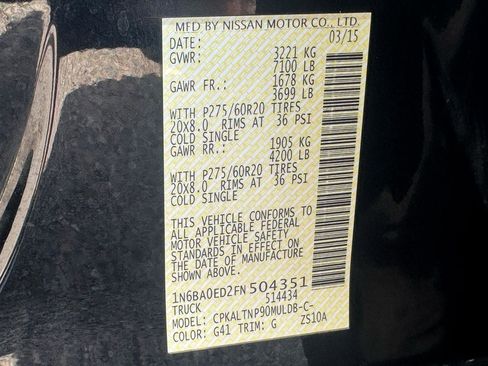 MFD BY NISSAN MOTOR CO., LTD.
DATE: 03/15
GVWR: 3221 KG
7100 LB
GAWR FR.: 1678 KG
3699 LB
WITH P275/60R20 TIRES
20X8.0 RIMS AT 36 PSI
COLD SINGLE
GAWR RR.: 1905 KG
4200 LB
WITH P275/60R20 TIRES
20X8.0 RIMS AT 36 PSI
COLD SINGLE
THIS VEHICLE CONFORMS TO
ALL APPLICABLE FEDERAL
MOTOR VEHICLE SAFETY
STANDARDS IN EFFECT ON
THE DATE OF MANUFACTURE
SHOWN ABOVE.
1N6BA0ED2FN504351
TRUCK 514434
MODEL: CPKALTNP90MULDB-C-
COLOR: G41 TRIM: G ZS10A